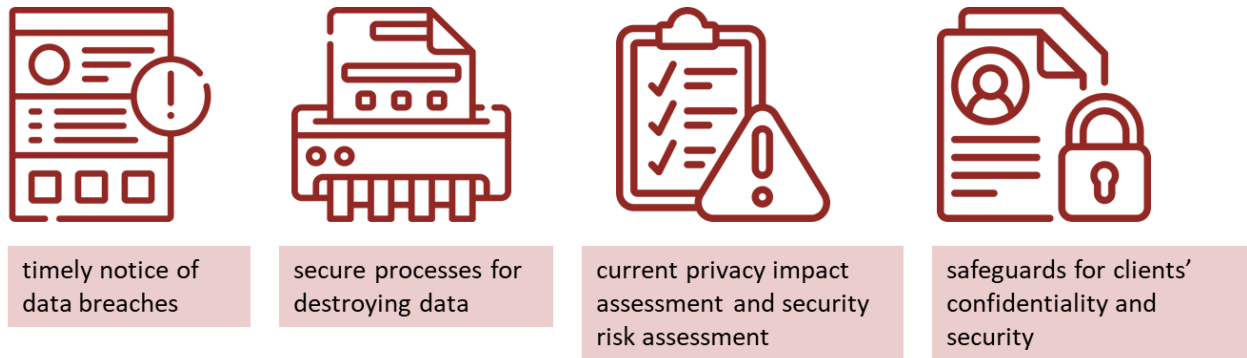 timely notice of
data breaches
secure processes for
destroying data
current privacy impact
assessment and security
risk assessment
safeguards for clients’
confidentiality and
security